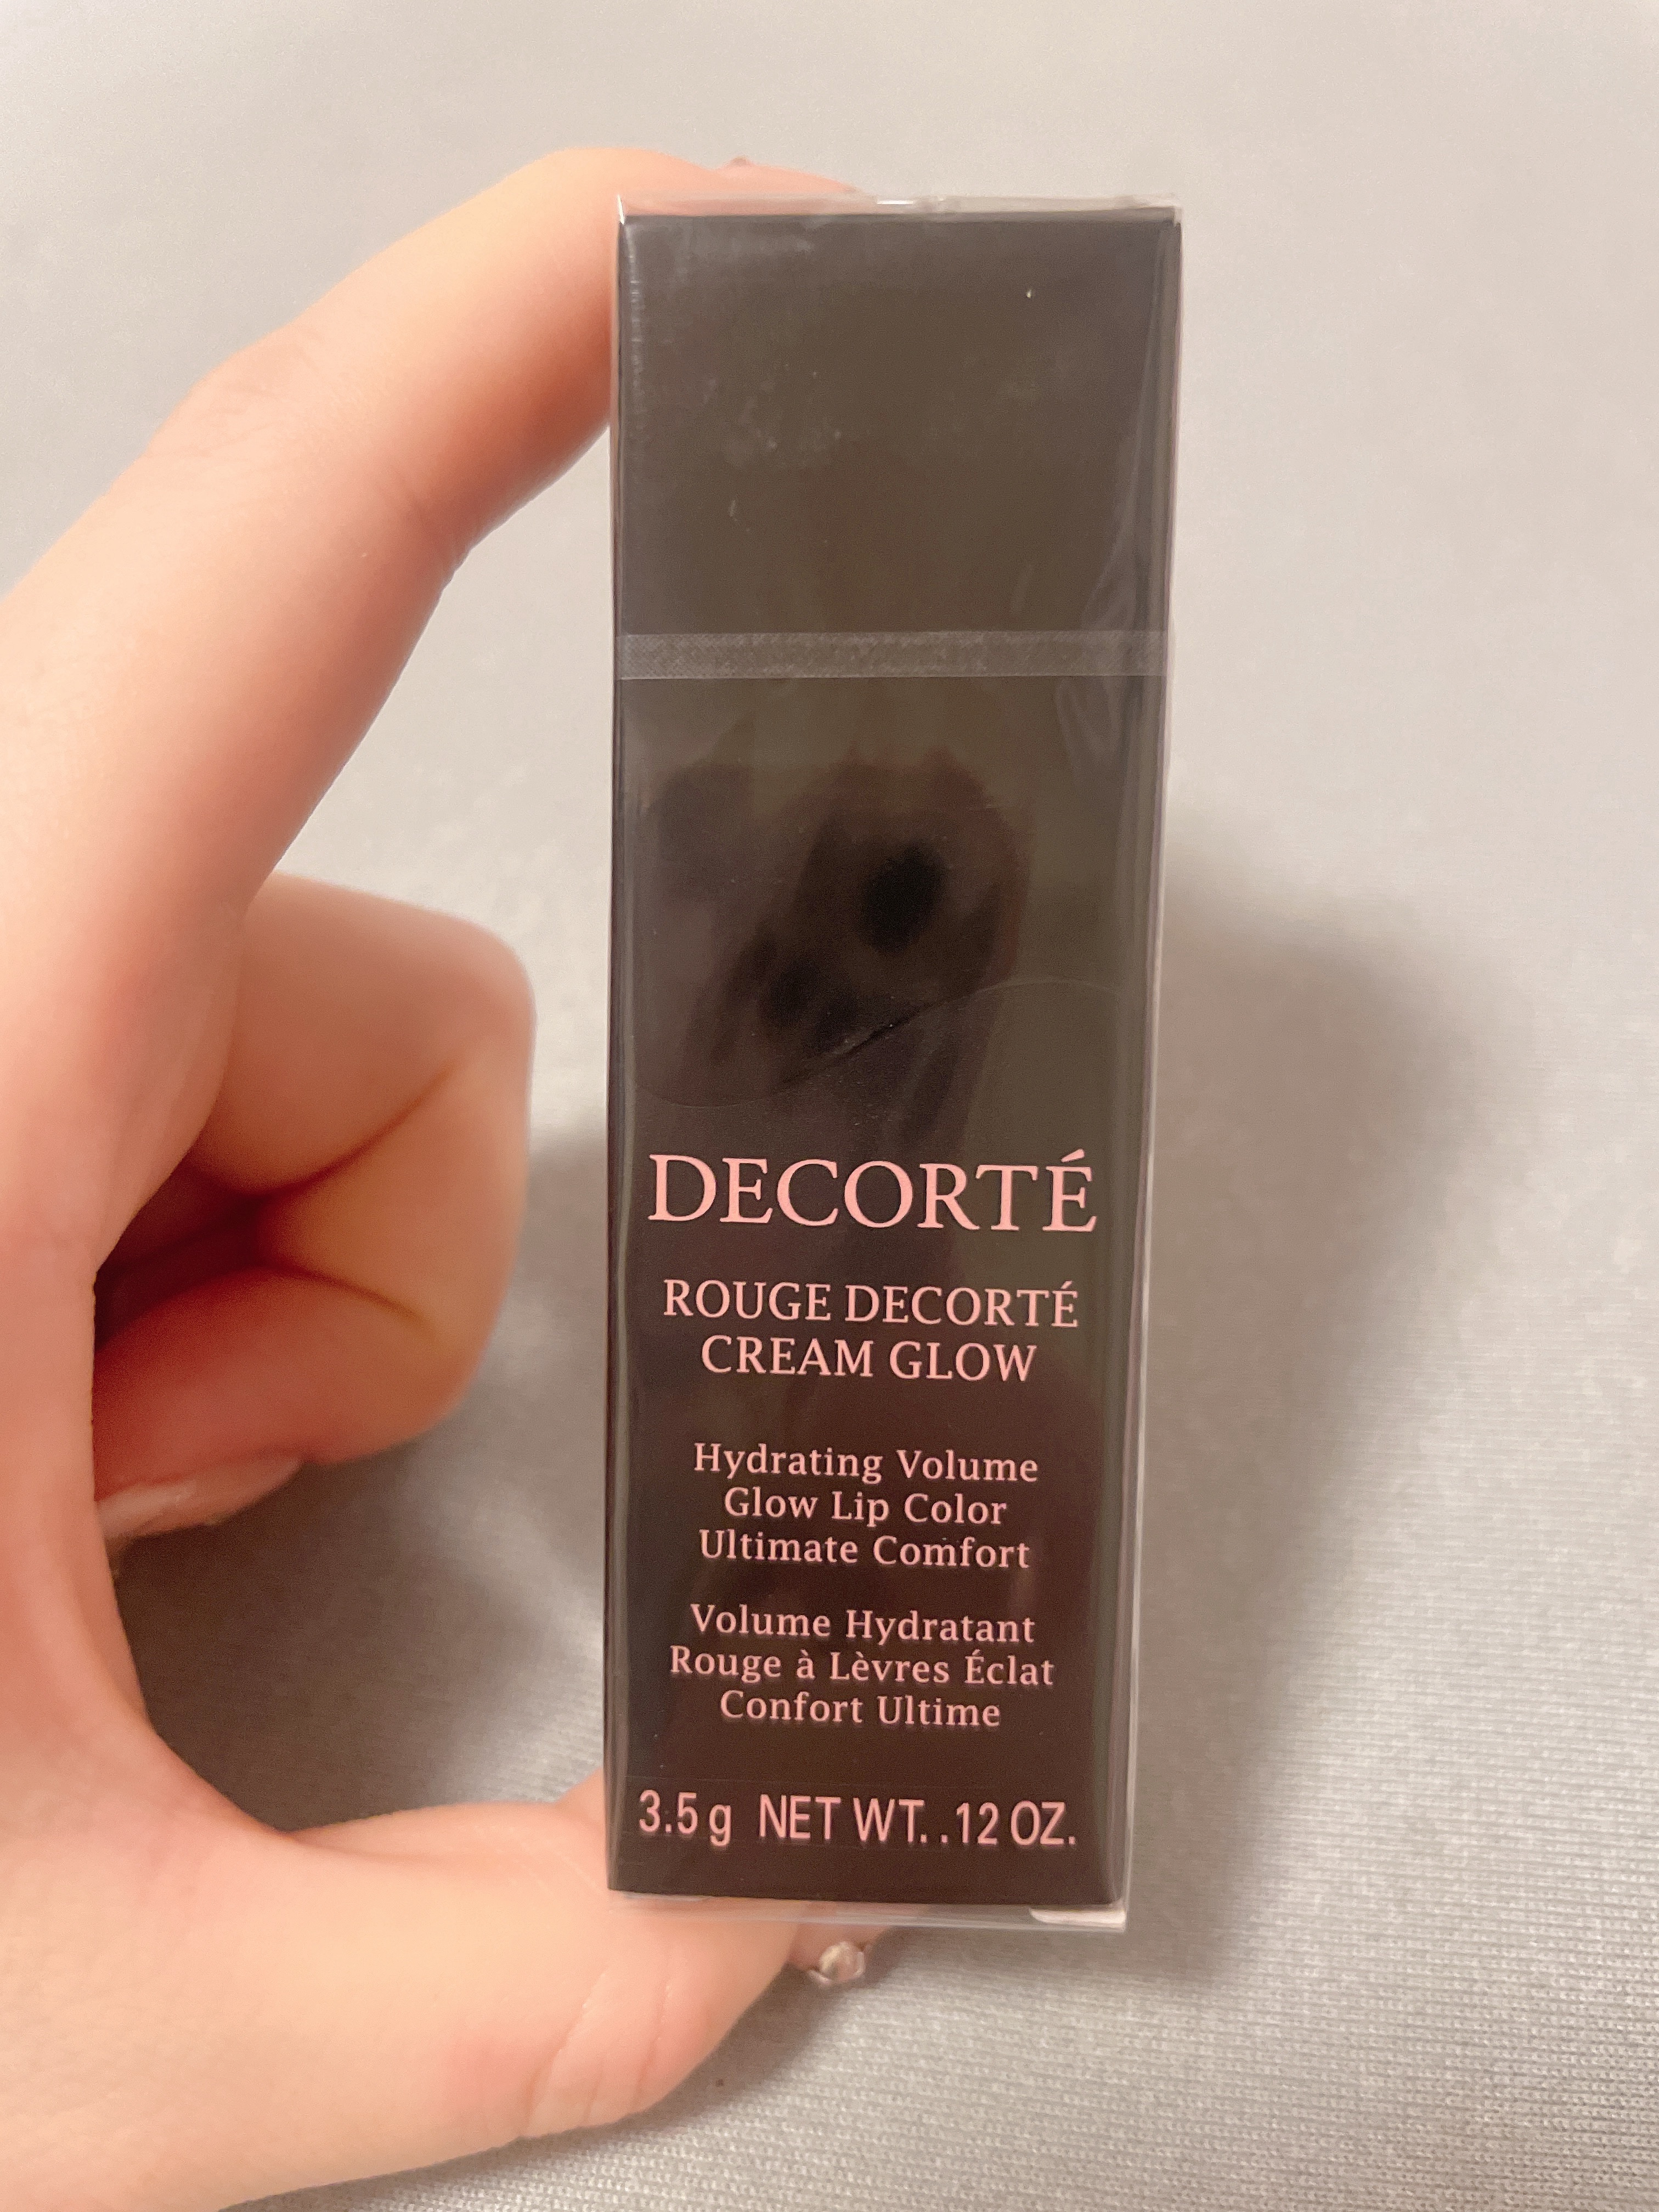 DECORTÉ
ROUGE DECORTÉ
CREAM GLOW
Hydrating Volume
Glow Lip Color
Ultimate Comfort
Volume Hydratant
Rouge à Lèvres Éclat
Confort Ultime
3.5 g NET WT. .12 OZ.